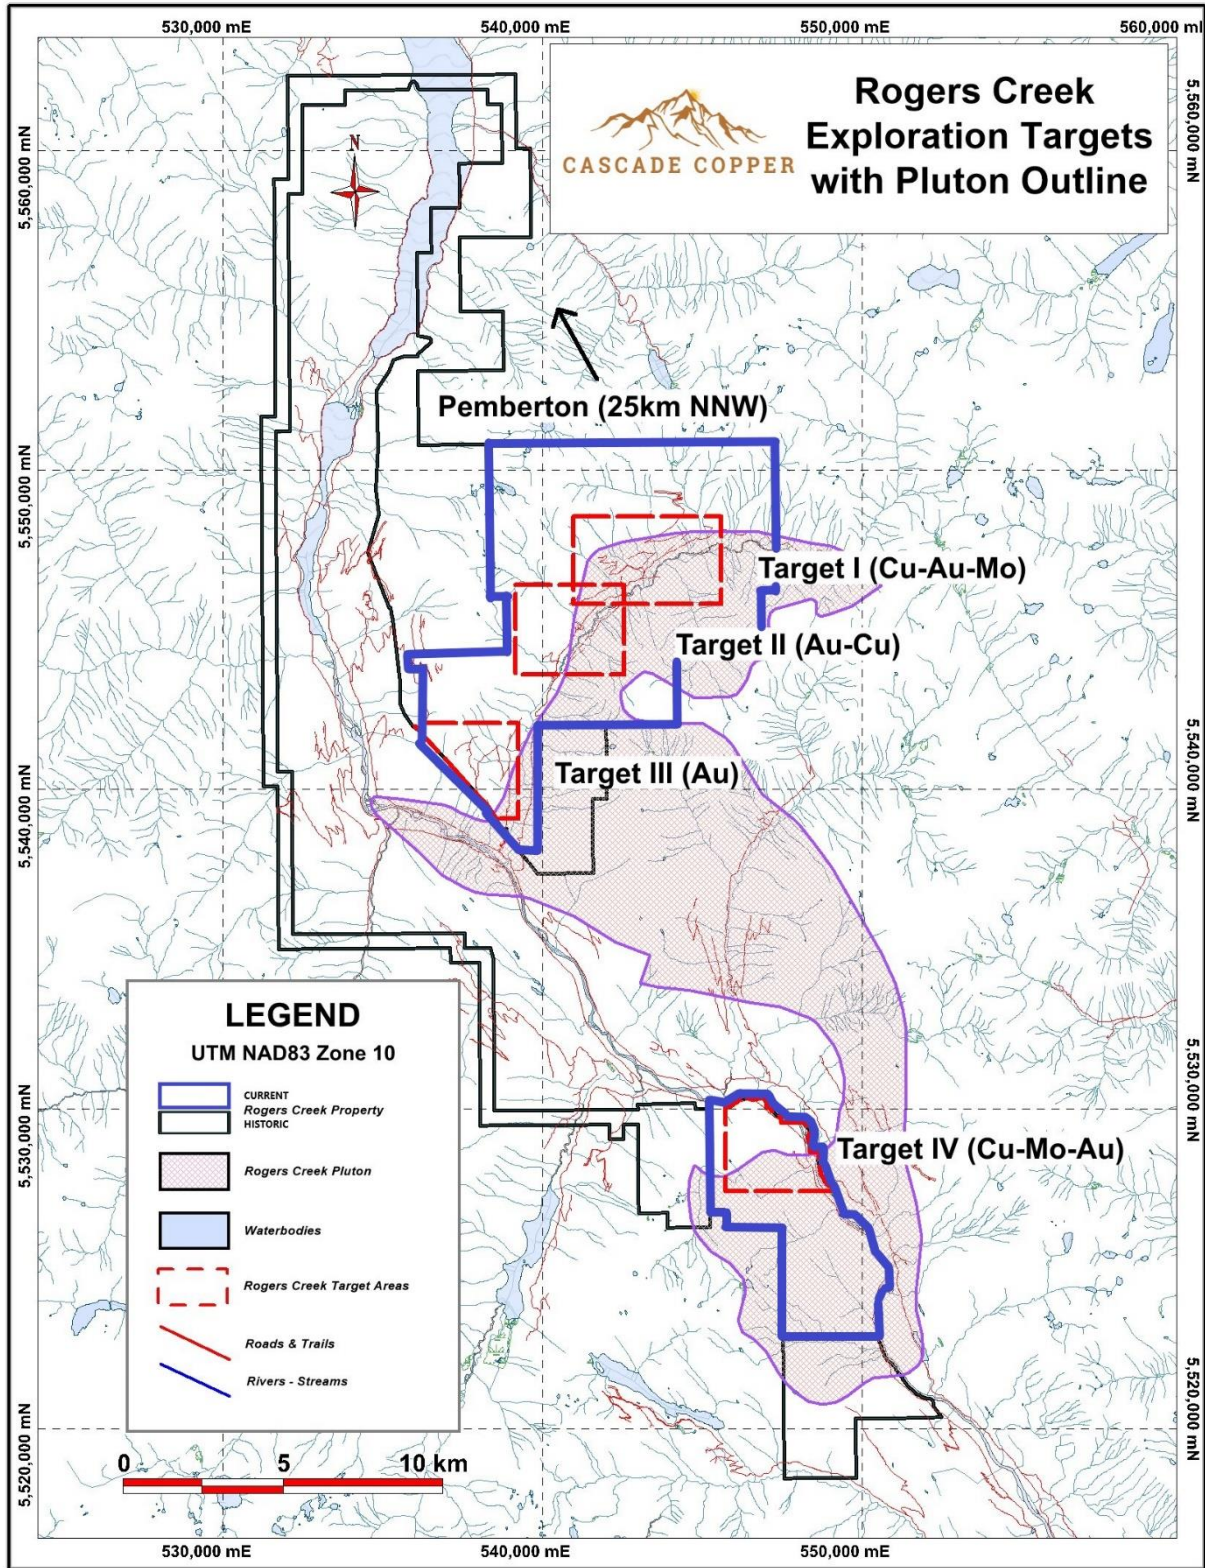 530,000 mE
540,000 mE
550,000 mE
560,000 mE
Rogers Creek
Exploration Targets
with Pluton Outline
CASCADE COPPER
5,560,000 mN
5,560,000 mN
N
Pemberton (25km NNW)
5,550,000 mN
5,550,000 mN
Target I (Cu-Au-Mo)
Target II (Au-Cu)
Target III (Au)
5,540,000 mN
5,540,000 mN
LEGEND
UTM NAD83 Zone 10
CURRENT
Rogers Creek Property
HISTORIC
Rogers Creek Pluton
Waterbodies
Rogers Creek Target Areas
Roads & Trails
Rivers - Streams
5,530,000 mN
5,530,000 mN
Target IV (Cu-Mo-Au)
5,520,000 mN
5,520,000 mN
0 5 10 km
530,000 mE
540,000 mE
550,000 mE